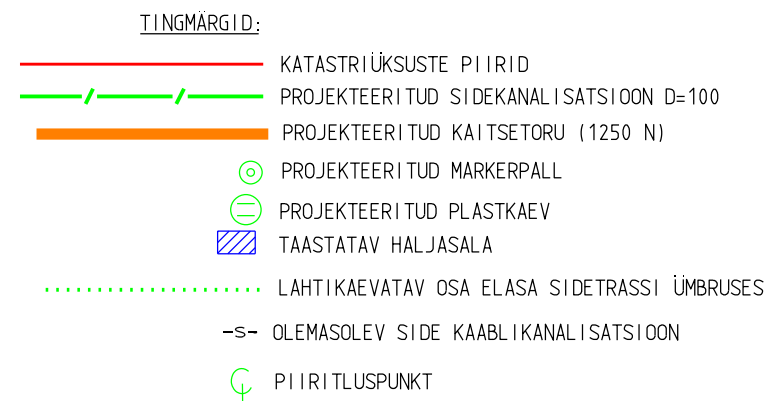 TINGMÄRGID:
KATASTRIÜKSUSTE PIIRID
PROJEKTEERITUD SIDEKANALISATSIOON D=100
PROJEKTEERITUD KAITSETORU (1250 N)
PROJEKTEERITUD MARKERPALL
PROJEKTEERITUD PLASTKAEV
TAASTATAV HALJASALA
LAHTIKAEVATAV OSA ELASA SIDETRASSI ÜMBRUSES
-S- OLEMASOLEV SIDE KAABLIKANALISATSIOON
PIIRITLUSPUNKT